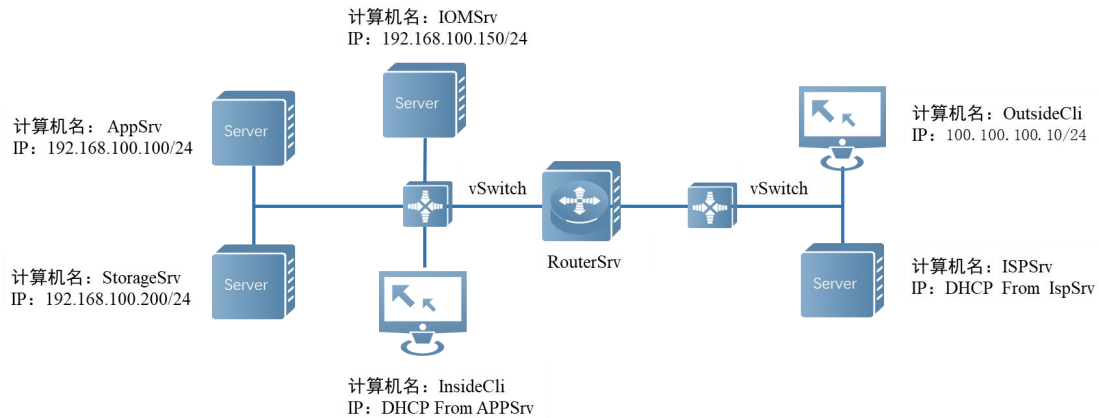 计算机名：IOMSrv
IP：192.168.100.150/24
Server
计算机名：AppSrv
IP：192.168.100.100/24
Server
计算机名：OutsideCli
IP：100.100.100.10/24
vSwitch
vSwitch
RouterSrv
计算机名：StorageSrv
IP：192.168.100.200/24
Server
计算机名：ISPSrv
IP：DHCP From IspSrv
Server
计算机名：InsideCli
IP：DHCP From APPSrv